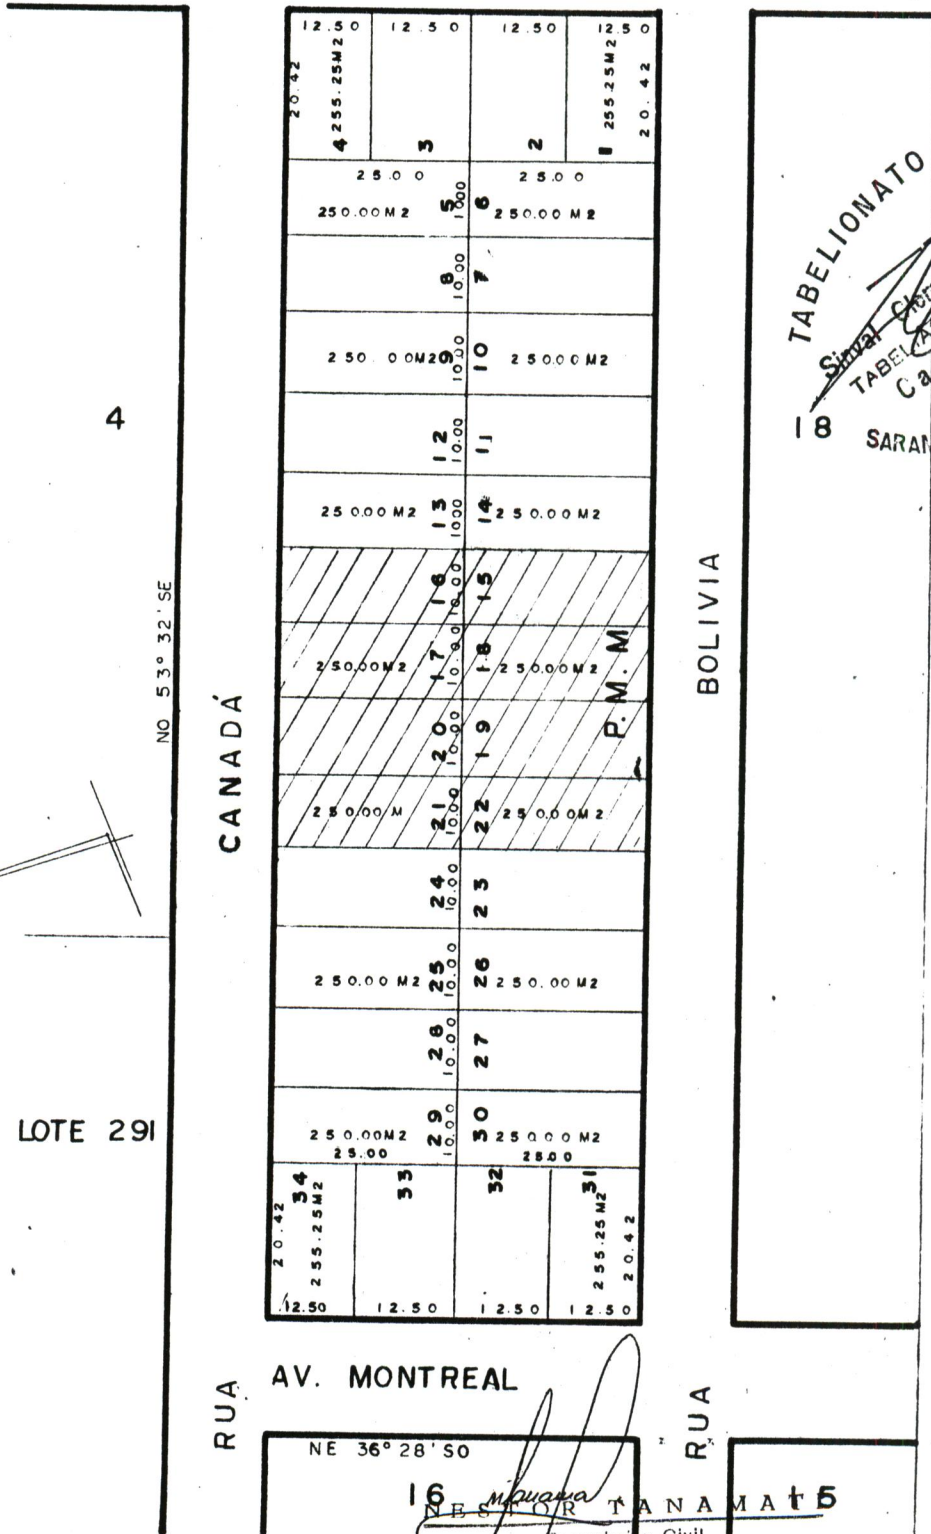 12.50 12.50 12.50 12.50
20.42 255.25M2 255.25M2 20.42
4 3 2 1
25.00 25.00
250.00M2 5 10.00 6 250.00M2
8 10.00 7
250.00M2 9 10.00 10 250.00M2
12 10.00 11
250.00M2 13 10.00 14 250.00M2
16 10.00 15
250.00M2 17 10.00 18 250.00M2
20 10.00 19
P.M.M
250.00M 21 10.00 22 250.00M2
24 10.00 23
250.00M2 25 10.00 26 250.00M2
28 10.00 27
250.00M2 29 10.00 30 250.00M2
25.00 25.00
34 33 32 31
20.42 255.25M2 255.25M2 20.42
12.50 12.50 12.50 12.50
4
NO 53° 32' SE
LOTE 291
RUA CANADÁ
RUA BOLIVIA
TABELIONATO
Sinval
18
AV. MONTREAL
NE 36° 28' SO
16
15
NESTOR TANAMATI
Civil